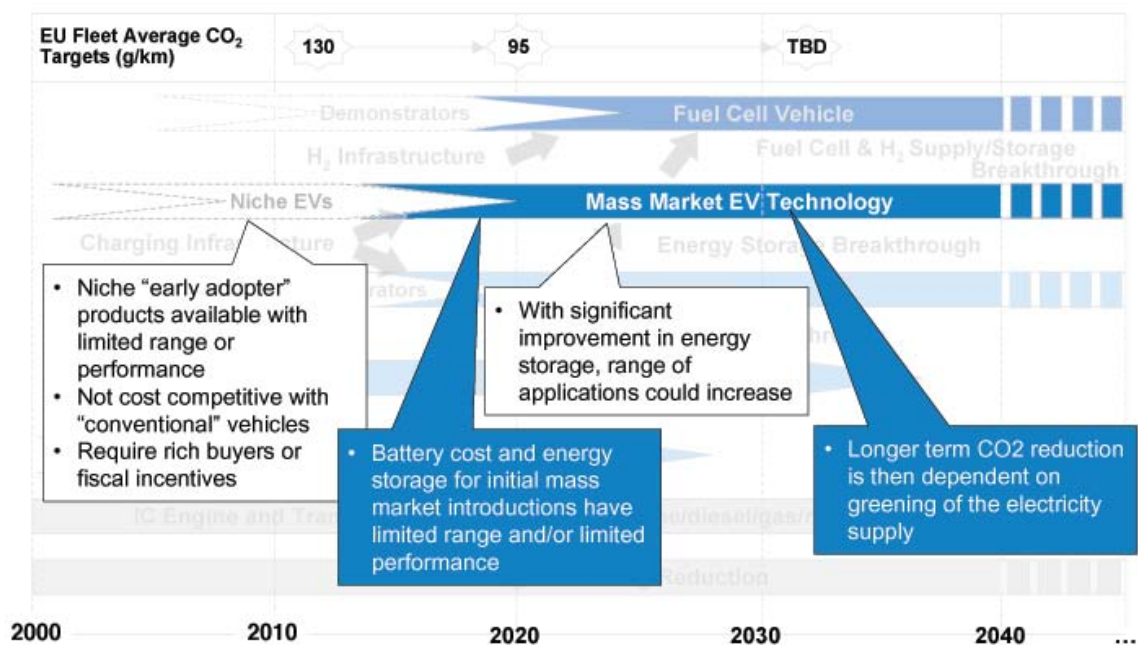 EU Fleet Average CO₂
Targets (g/km)
130
95
TBD
Demonstrators
Fuel Cell Vehicle
H₂ Infrastructure
Fuel Cell & H₂ Supply/Storage
Breakthrough
Niche EVs
Mass Market EV Technology
Charging Infrastructure
Energy Storage Breakthrough
• Niche “early adopter”
products available with
limited range or
performance
• Not cost competitive with
“conventional” vehicles
• Require rich buyers or
fiscal incentives
• With significant
improvement in energy
storage, range of
applications could increase
• Battery cost and energy
storage for initial mass
market introductions have
limited range and/or limited
performance
• Longer term CO2 reduction
is then dependent on
greening of the electricity
supply
IC Engine and
2000
2010
2020
2030
2040
...